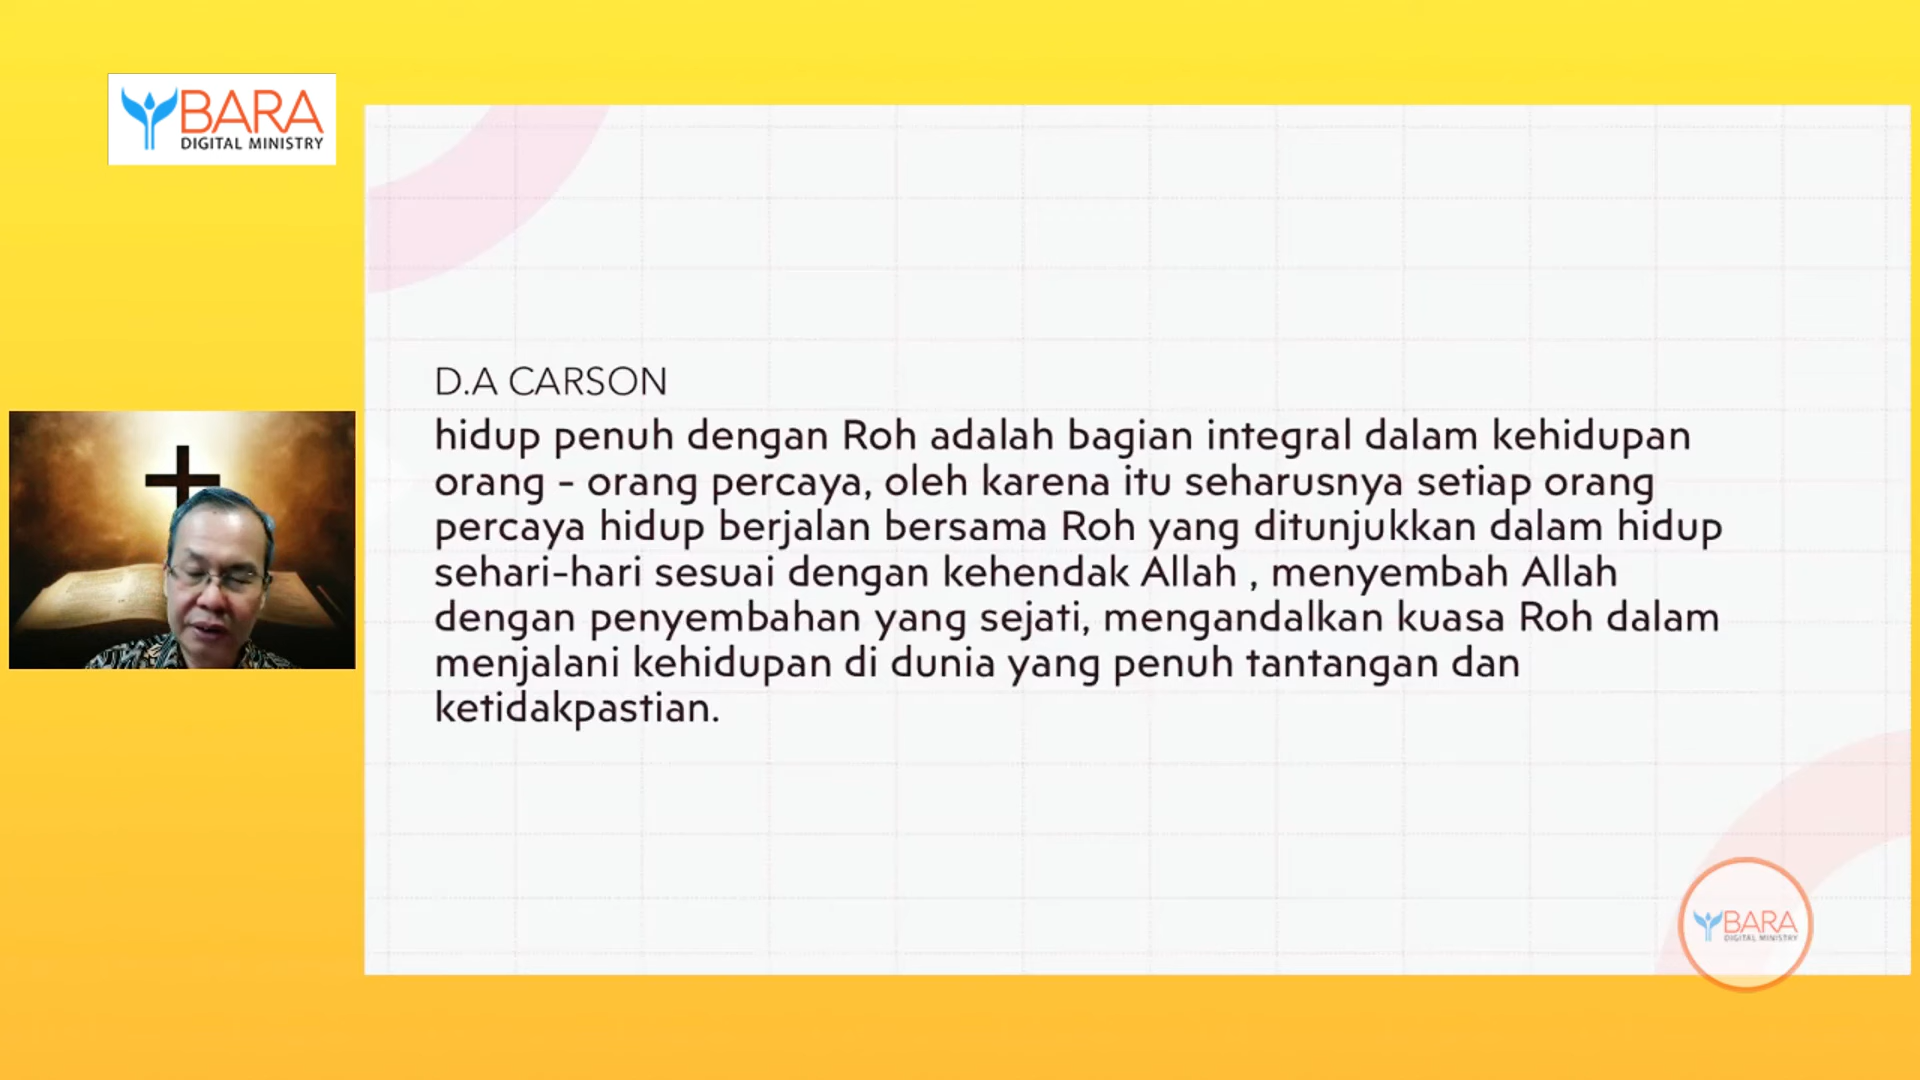 BARA
DIGITAL MINISTRY
D.A CARSON
hidup penuh dengan Roh adalah bagian integral dalam kehidupan
orang - orang percaya, oleh karena itu seharusnya setiap orang
percaya hidup berjalan bersama Roh yang ditunjukkan dalam hidup
sehari-hari sesuai dengan kehendak Allah , menyembah Allah
dengan penyembahan yang sejati, mengandalkan kuasa Roh dalam
menjalani kehidupan di dunia yang penuh tantangan dan
ketidakpastian.
BARA
DIGITAL MINISTRY